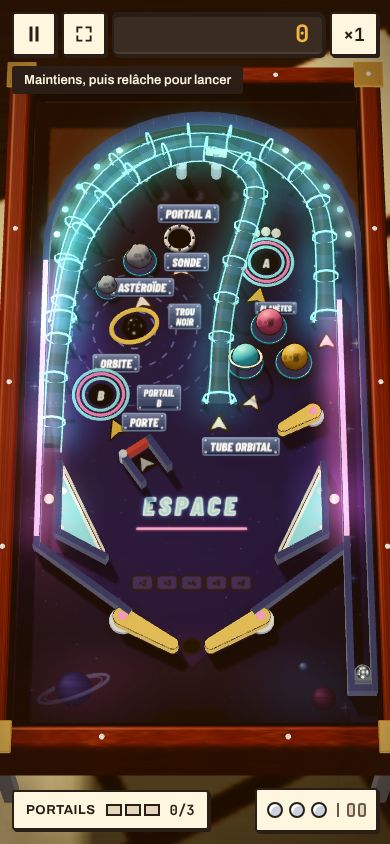 0
×1
Maintiens, puis relâche pour lancer
PORTAIL A
SONDE
A
ASTÉROÏDE
PLANÈTES
TROU
NOIR
ORBITE
B
PORTAIL
B
PORTE
TUBE ORBITAL
ESPACE
PORTAILS 0/3